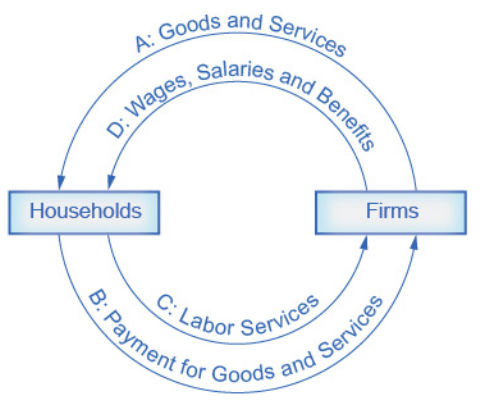 A: Goods and Services
D: Wages, Salaries and Benefits
Households
Firms
C: Labor Services
B: Payment for Goods and Services